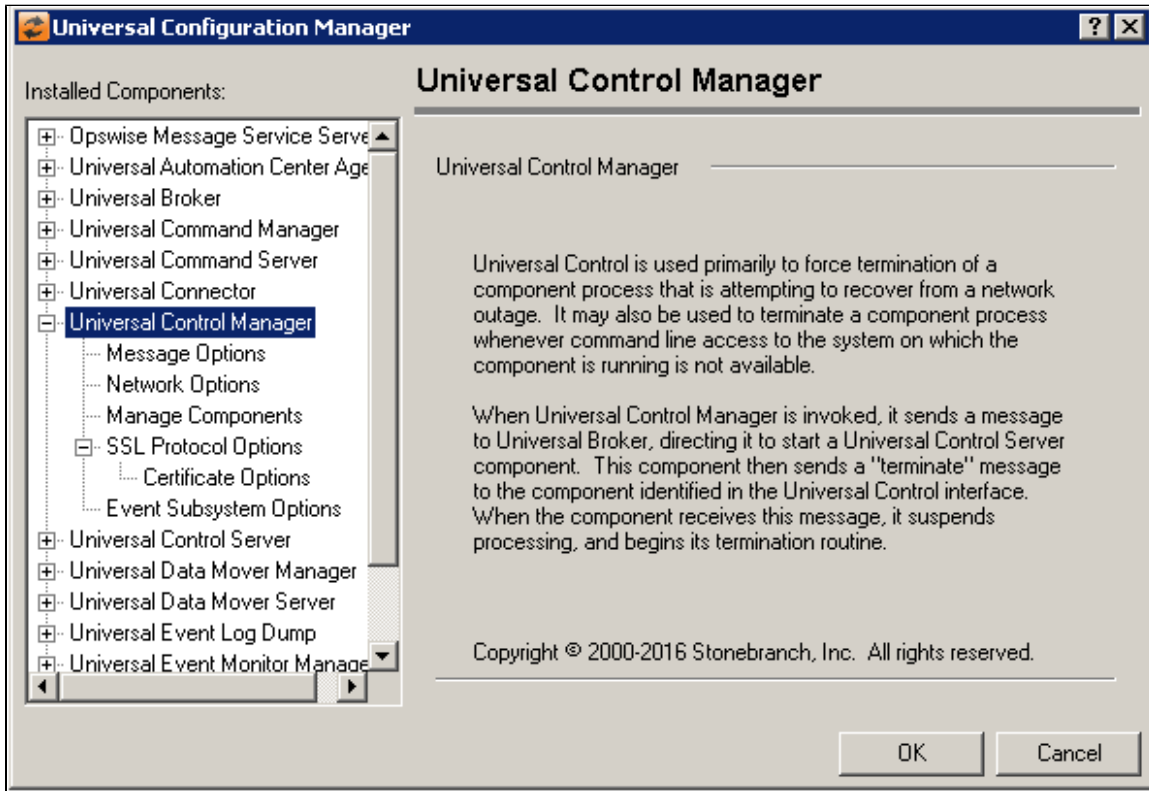 Universal Configuration Manager
Installed Components:
Opswise Message Service Serve
Universal Automation Center Age
Universal Broker
Universal Command Manager
Universal Command Server
Universal Connector
Universal Control Manager
Message Options
Network Options
Manage Components
SSL Protocol Options
Certificate Options
Event Subsystem Options
Universal Control Server
Universal Data Mover Manager
Universal Data Mover Server
Universal Event Log Dump
Universal Event Monitor Manage
Universal Control Manager
Universal Control Manager
Universal Control is used primarily to force termination of a
component process that is attempting to recover from a network
outage.  It may also be used to terminate a component process
whenever command line access to the system on which the
component is running is not available.
When Universal Control Manager is invoked, it sends a message
to Universal Broker, directing it to start a Universal Control Server
component.  This component then sends a "terminate" message
to the component identified in the Universal Control interface.
When the component receives this message, it suspends
processing, and begins its termination routine.
Copyright © 2000-2016 Stonebranch, Inc.  All rights reserved.
OK
Cancel